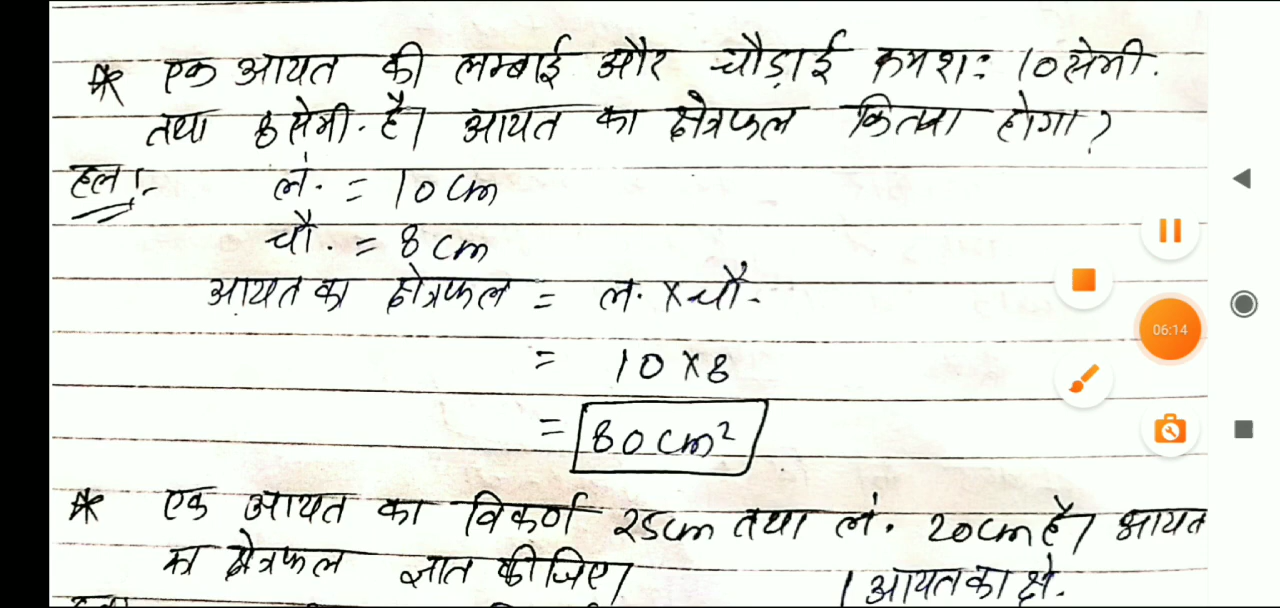 * एक आयत की लम्बाई और चौड़ाई क्रमशः 10 सेमी.
तथा 8 सेमी. है। आयत का क्षेत्रफल कितना होगा?
हल:-
लं. = 10 cm
चौ. = 8 cm
आयत का क्षेत्रफल = लं. × चौ.
= 10 × 8
= 80 cm²
06:14
* एक आयत का विकर्ण 25 cm तथा लं. 20 cm है। आयत
का क्षेत्रफल ज्ञात कीजिए।
आयत का क्षे.